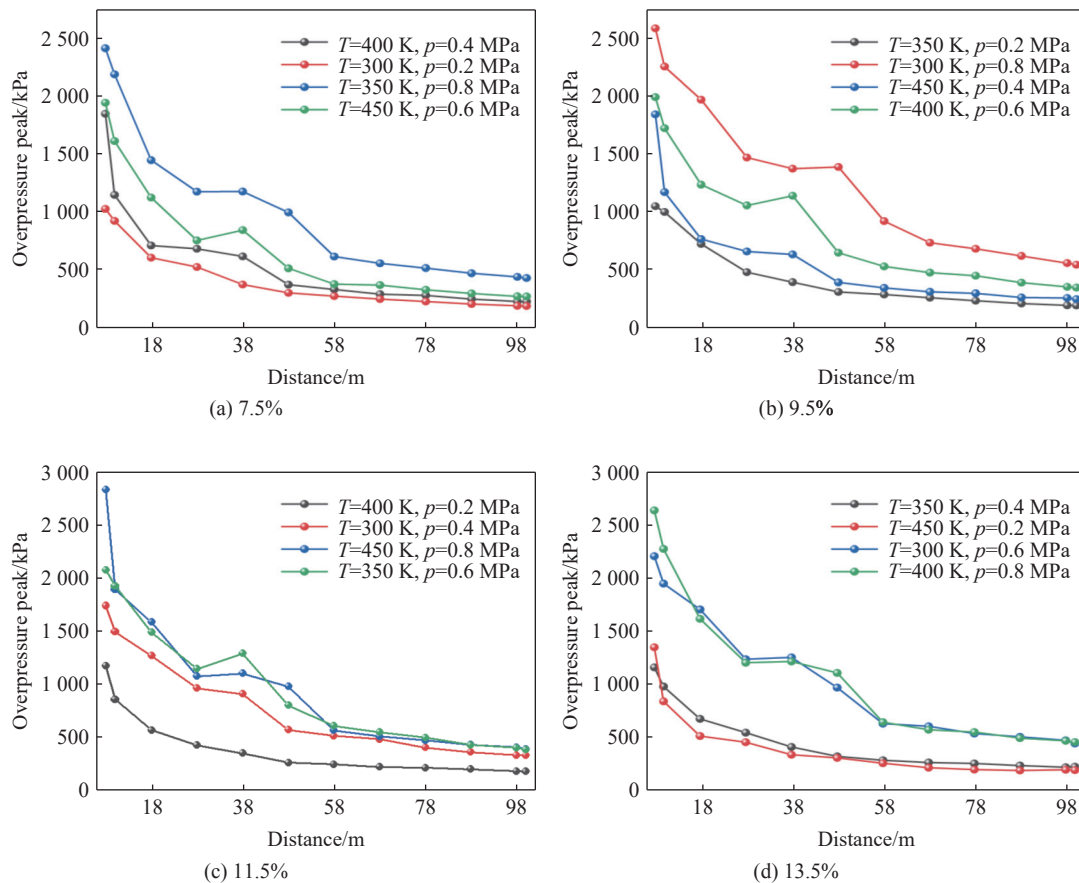 2 500
2 000
1 500
1 000
500
0
Overpressure peak/kPa
T=400 K, p=0.4 MPa
T=300 K, p=0.2 MPa
T=350 K, p=0.8 MPa
T=450 K, p=0.6 MPa
18 38 58 78 98
Distance/m
(a) 7.5%
2 500
2 000
1 500
1 000
500
0
Overpressure peak/kPa
T=350 K, p=0.2 MPa
T=300 K, p=0.8 MPa
T=450 K, p=0.4 MPa
T=400 K, p=0.6 MPa
18 38 58 78 98
Distance/m
(b) 9.5%
3 000
2 500
2 000
1 500
1 000
500
0
Overpressure peak/kPa
T=400 K, p=0.2 MPa
T=300 K, p=0.4 MPa
T=450 K, p=0.8 MPa
T=350 K, p=0.6 MPa
18 38 58 78 98
Distance/m
(c) 11.5%
3 000
2 500
2 000
1 500
1 000
500
0
Overpressure peak/kPa
T=350 K, p=0.4 MPa
T=450 K, p=0.2 MPa
T=300 K, p=0.6 MPa
T=400 K, p=0.8 MPa
18 38 58 78 98
Distance/m
(d) 13.5%